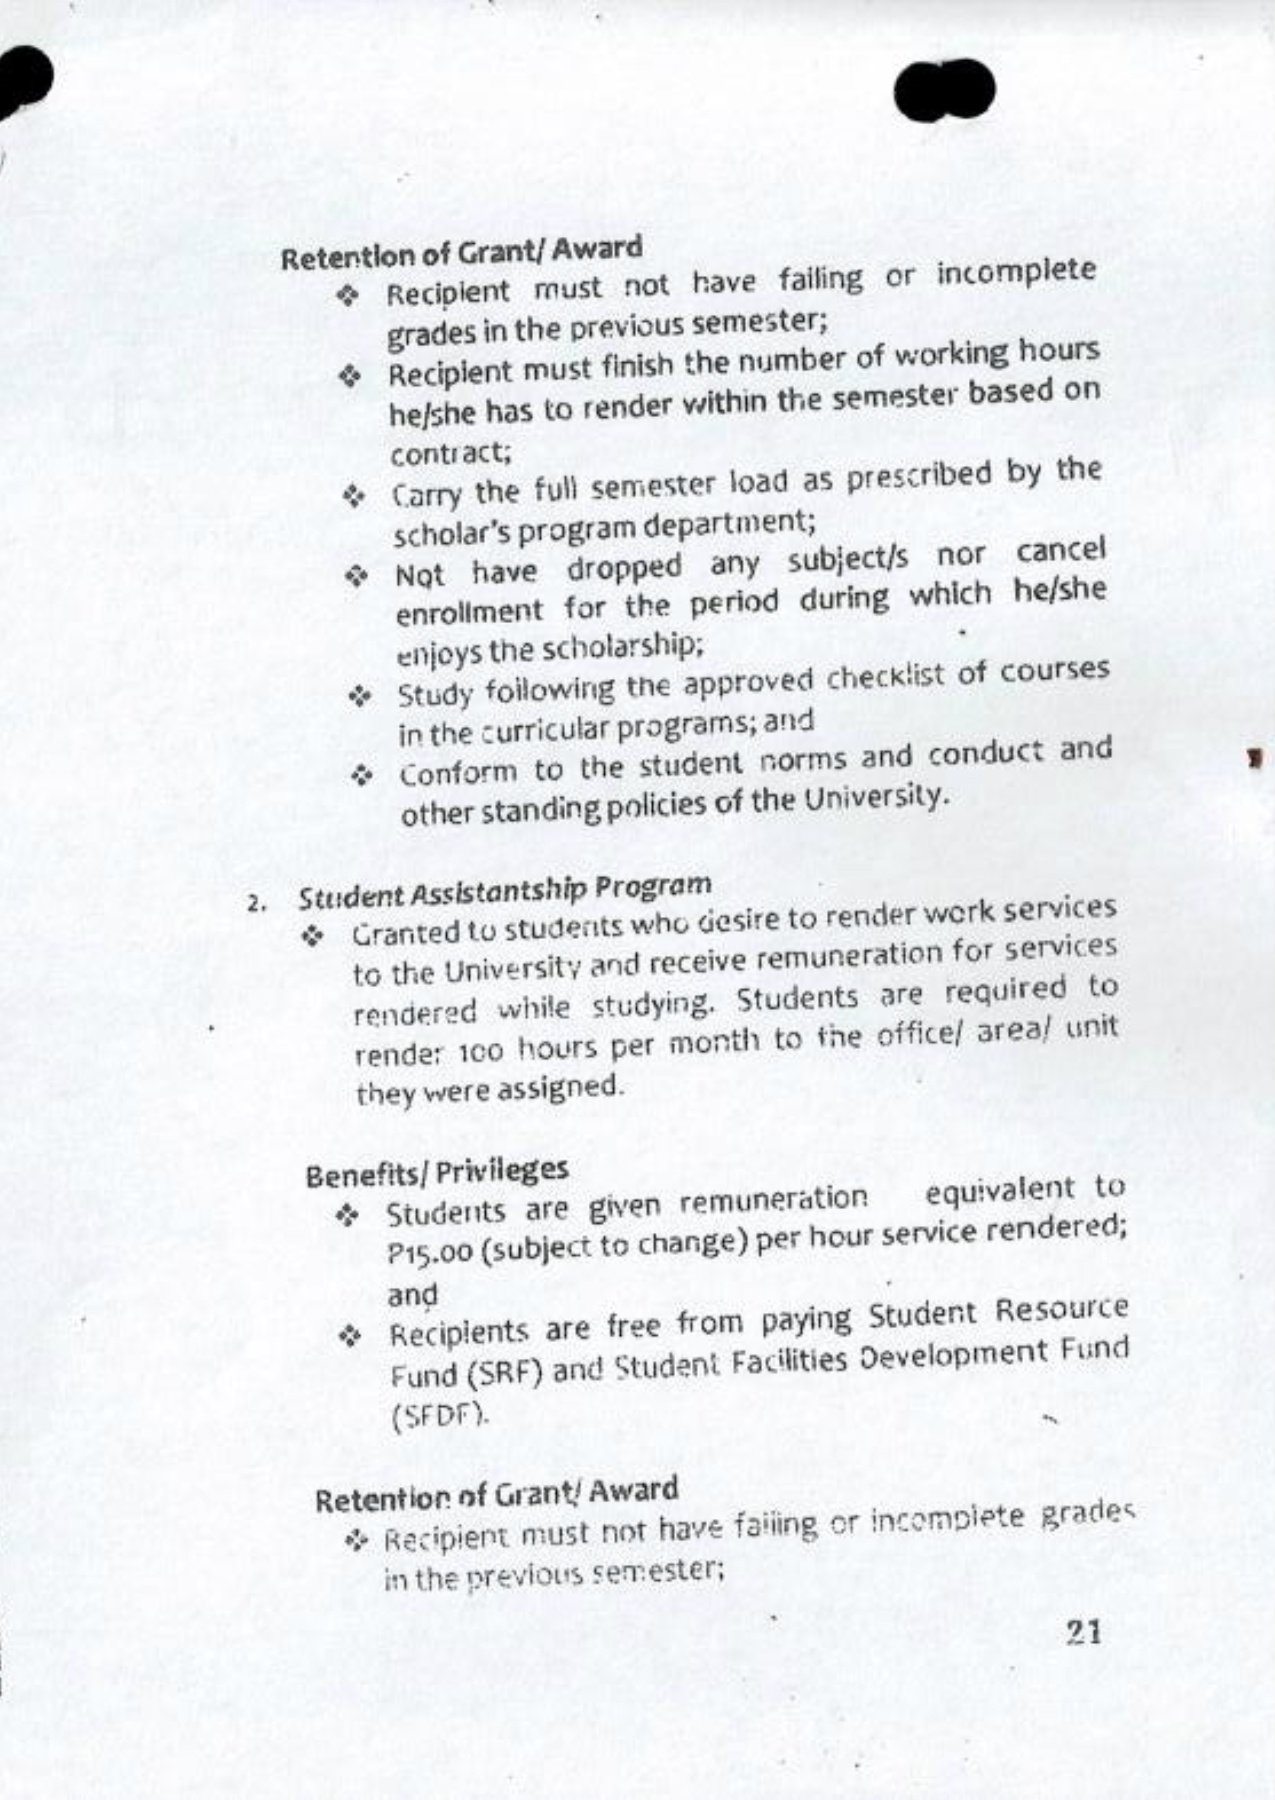 Retention of Grant/ Award
❖ Recipient must not have failing or incomplete
grades in the previous semester;
❖ Recipient must finish the number of working hours
he/she has to render within the semester based on
contract;
❖ Carry the full semester load as prescribed by the
scholar's program department;
❖ Not have dropped any subject/s nor cancel
enrollment for the period during which he/she
enjoys the scholarship;
❖ Study following the approved checklist of courses
in the curricular programs; and
❖ Conform to the student norms and conduct and
other standing policies of the University.
2. Student Assistantship Program
❖ Granted to students who desire to render work services
to the University and receive remuneration for services
rendered while studying. Students are required to
render 100 hours per month to the office/ area/ unit
they were assigned.
Benefits/ Privileges
❖ Students are given remuneration equivalent to
P15.00 (subject to change) per hour service rendered;
and
❖ Recipients are free from paying Student Resource
Fund (SRF) and Student Facilities Development Fund
(SFDF).
Retention of Grant/ Award
❖ Recipient must not have failing or incomplete grades
in the previous semester;
21